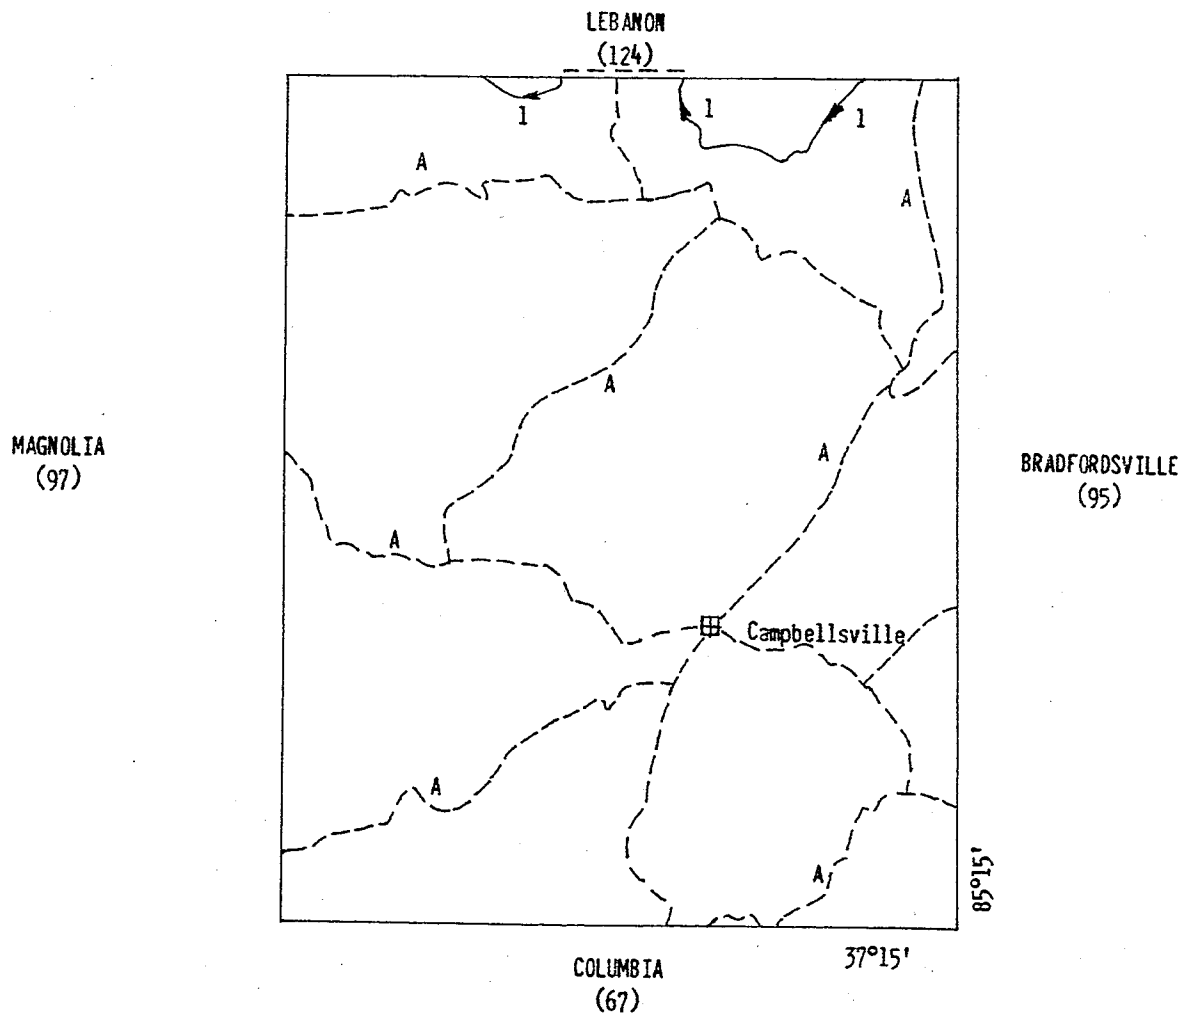 LEBANON
(124)
1
1
1
A
A
A
MAGNOLIA
(97)
A
BRADFORDSVILLE
(95)
A
Campbellsville
A
A
85°15'
37°15'
COLUMBIA
(67)